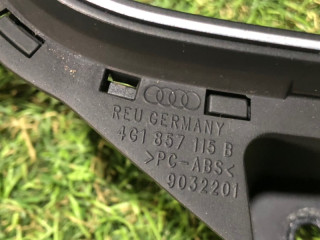 REU GERMANY
4G1 857 115 B
>PC-ABS<
9032201